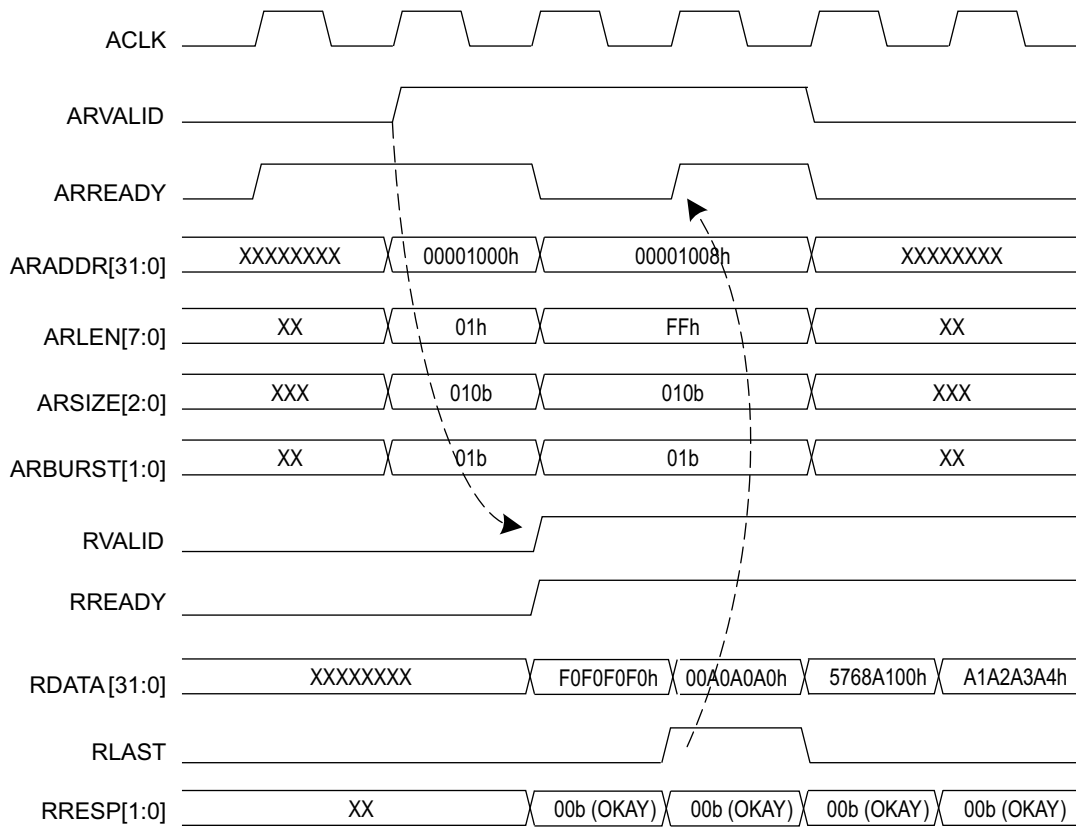 ACLK
ARVALID
ARREADY
ARADDR[31:0] XXXXXXXX 00001000h 00001008h XXXXXXXX
ARLEN[7:0] XX 01h FFh XX
ARSIZE[2:0] XXX 010b 010b XXX
ARBURST[1:0] XX 01b 01b XX
RVALID
RREADY
RDATA[31:0] XXXXXXXX F0F0F0F0h 00A0A0A0h 5768A100h A1A2A3A4h
RLAST
RRESP[1:0] XX 00b (OKAY) 00b (OKAY) 00b (OKAY) 00b (OKAY)